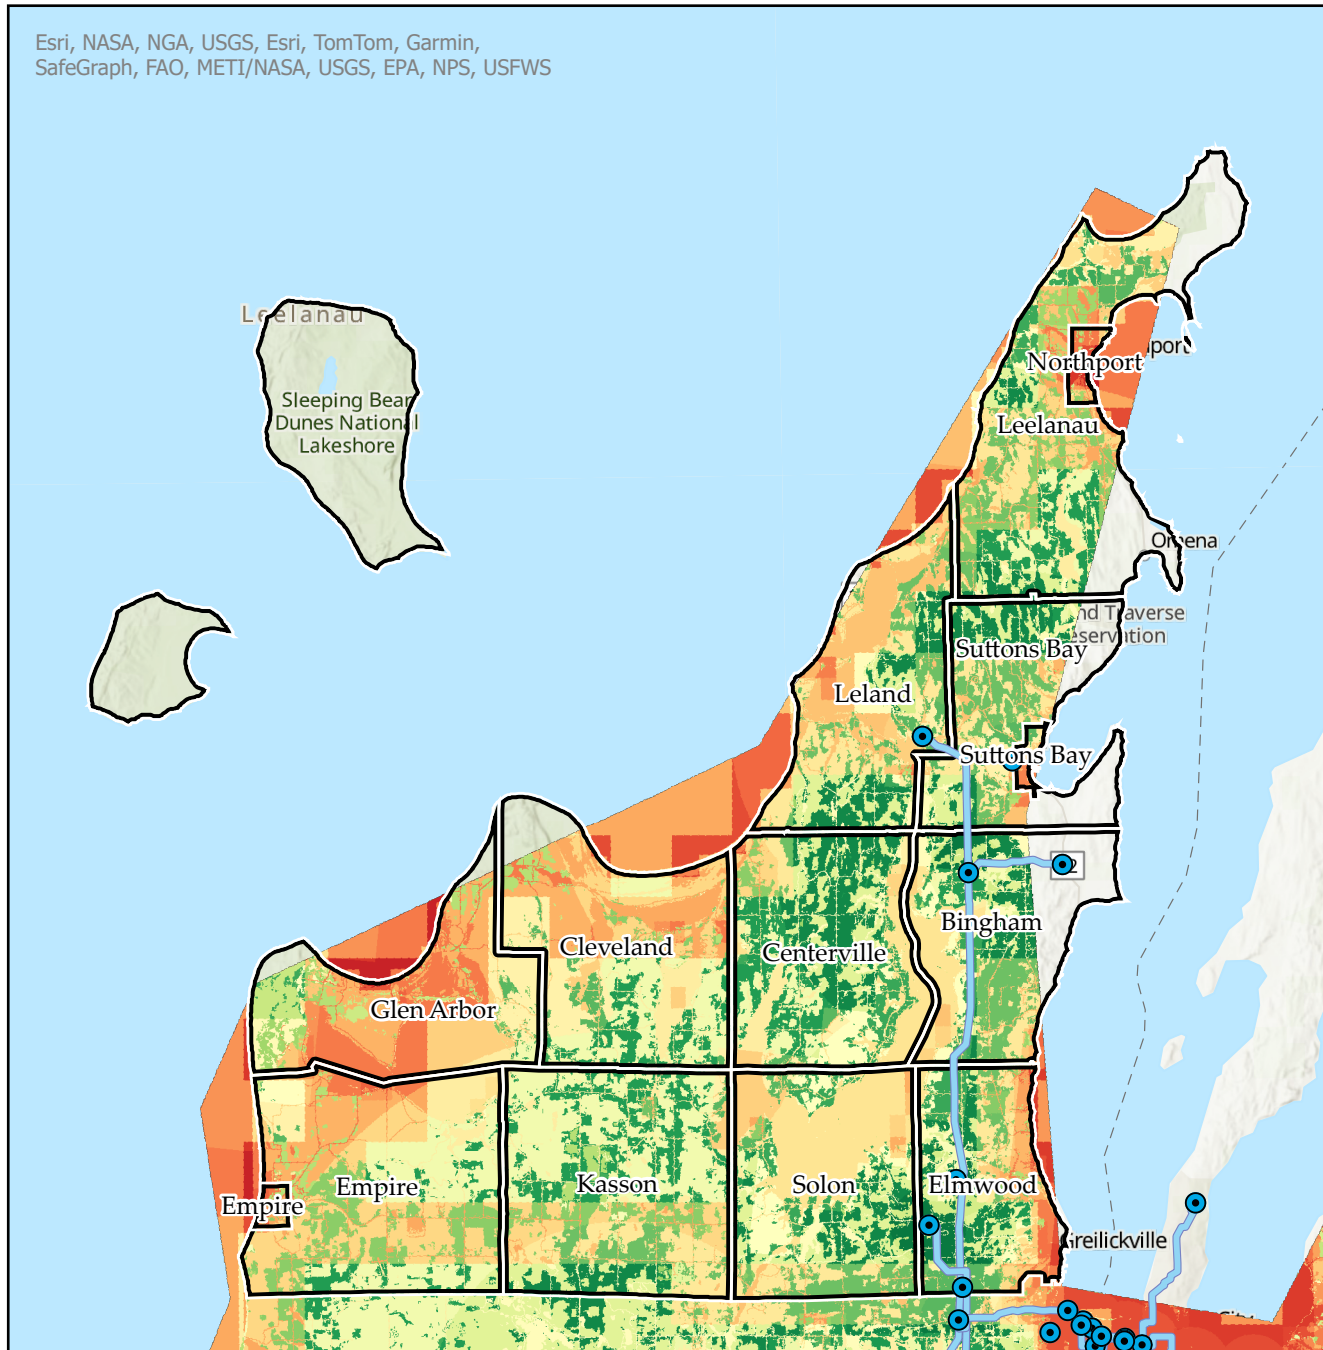 Esri, NASA, NGA, USGS, Esri, TomTom, Garmin,
SafeGraph, FAO, METI/NASA, USGS, EPA, NPS, USFWS
Leelanau
Northport
Leelanau
Sleeping Bear
Dunes National
Lakeshore
Omena
Suttons Bay
Leland
Suttons Bay
Bingham
Cleveland
Centerville
Glen Arbor
Empire
Kasson
Solon
Elmwood
Empire
Greilickville